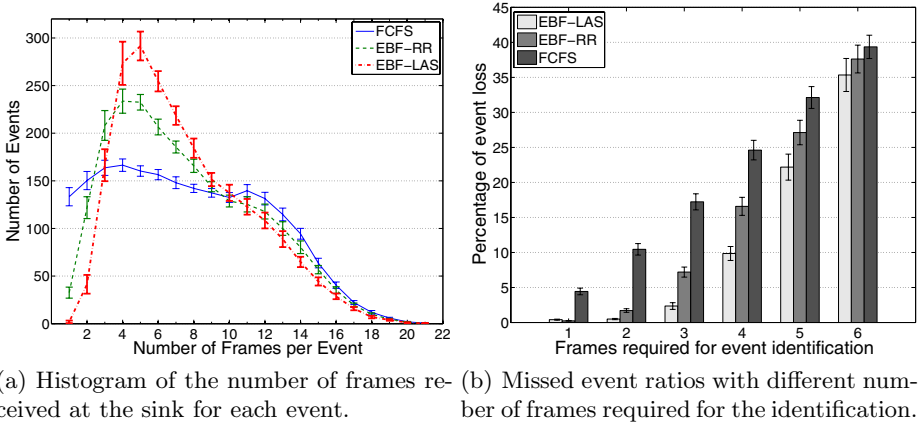 FCFS
EBF−RR
EBF−LAS
300
250
200
150
100
50
0
Number of Events
2 4 6 8 10 12 14 16 18 20 22
Number of Frames per Event
(a) Histogram of the number of frames re-
ceived at the sink for each event.
45
40
35
30
25
20
15
10
5
0
Percentage of event loss
EBF−LAS
EBF−RR
FCFS
1 2 3 4 5 6
Frames required for event identification
(b) Missed event ratios with different num-
ber of frames required for the identification.